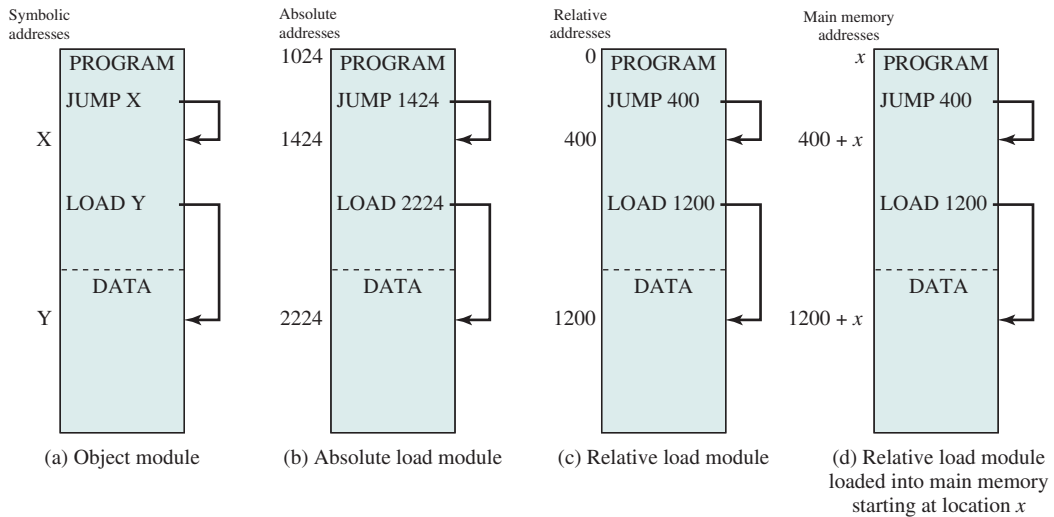 Symbolic
addresses
PROGRAM
JUMP X
X
LOAD Y
DATA
Y
(a) Object module
Absolute
addresses
1024
PROGRAM
JUMP 1424
1424
LOAD 2224
DATA
2224
(b) Absolute load module
Relative
addresses
0
PROGRAM
JUMP 400
400
LOAD 1200
DATA
1200
(c) Relative load module
Main memory
addresses
x
PROGRAM
JUMP 400
400 + x
LOAD 1200
DATA
1200 + x
(d) Relative load module
loaded into main memory
starting at location x